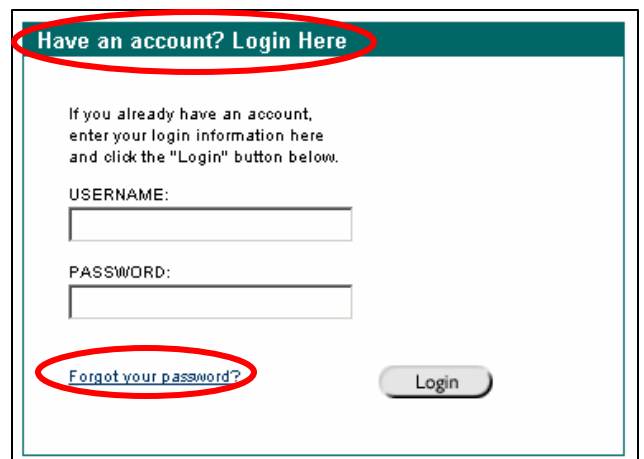 Have an account? Login Here
If you already have an account,
enter your login information here
and click the "Login" button below.
USERNAME:
PASSWORD:
Forgot your password?
Login